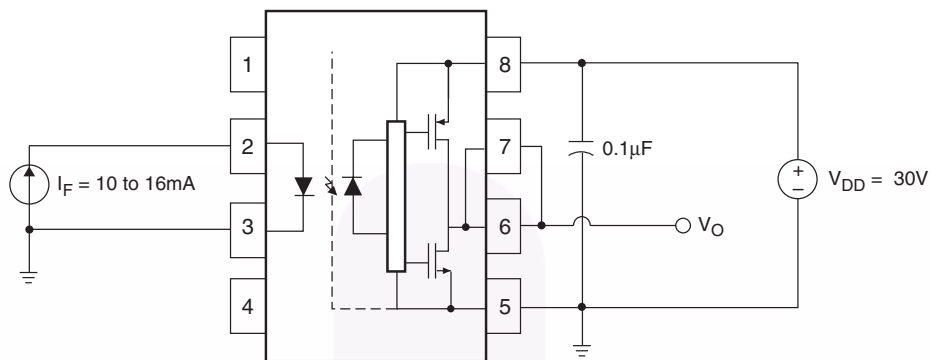 1
8
2
7
0.1μF
I_F = 10 to 16mA
+
–
V_DD = 30V
3
6
V_O
4
5